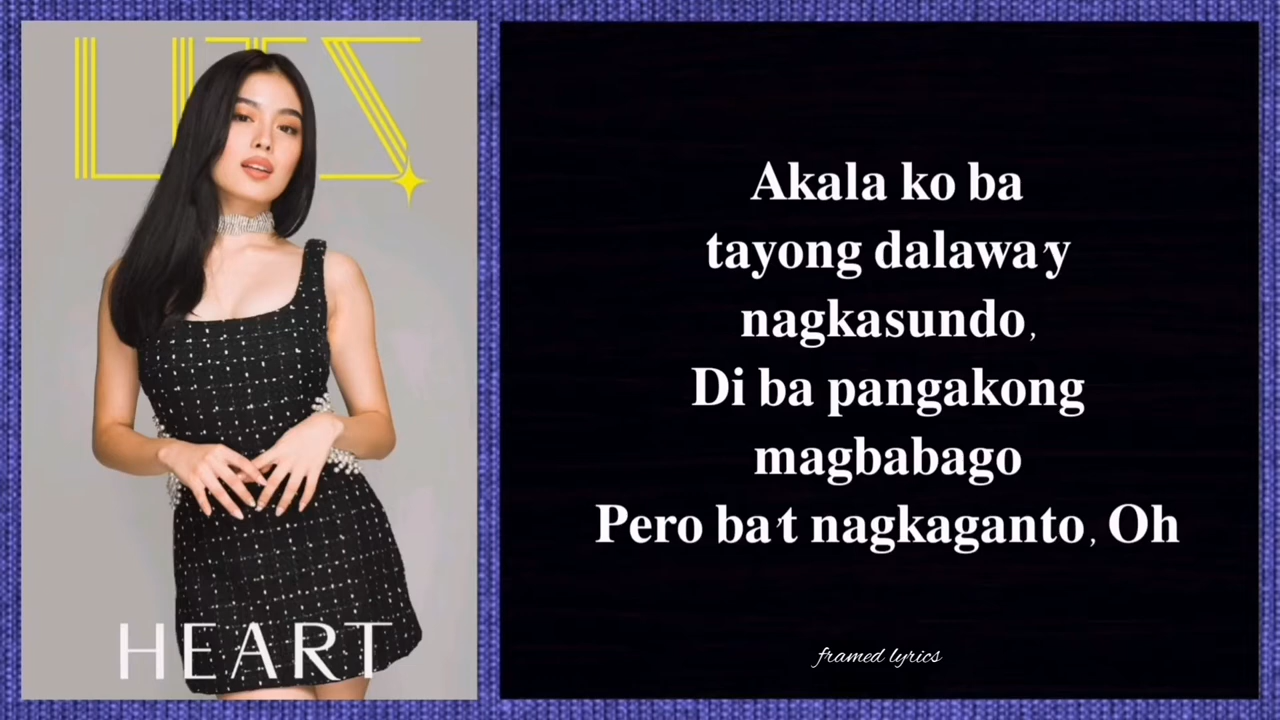 HEART
Akala ko ba
tayong dalawa'y
nagkasundo,
Di ba pangakong
magbabago
Pero ba't nagkaganto, Oh
framed lyrics